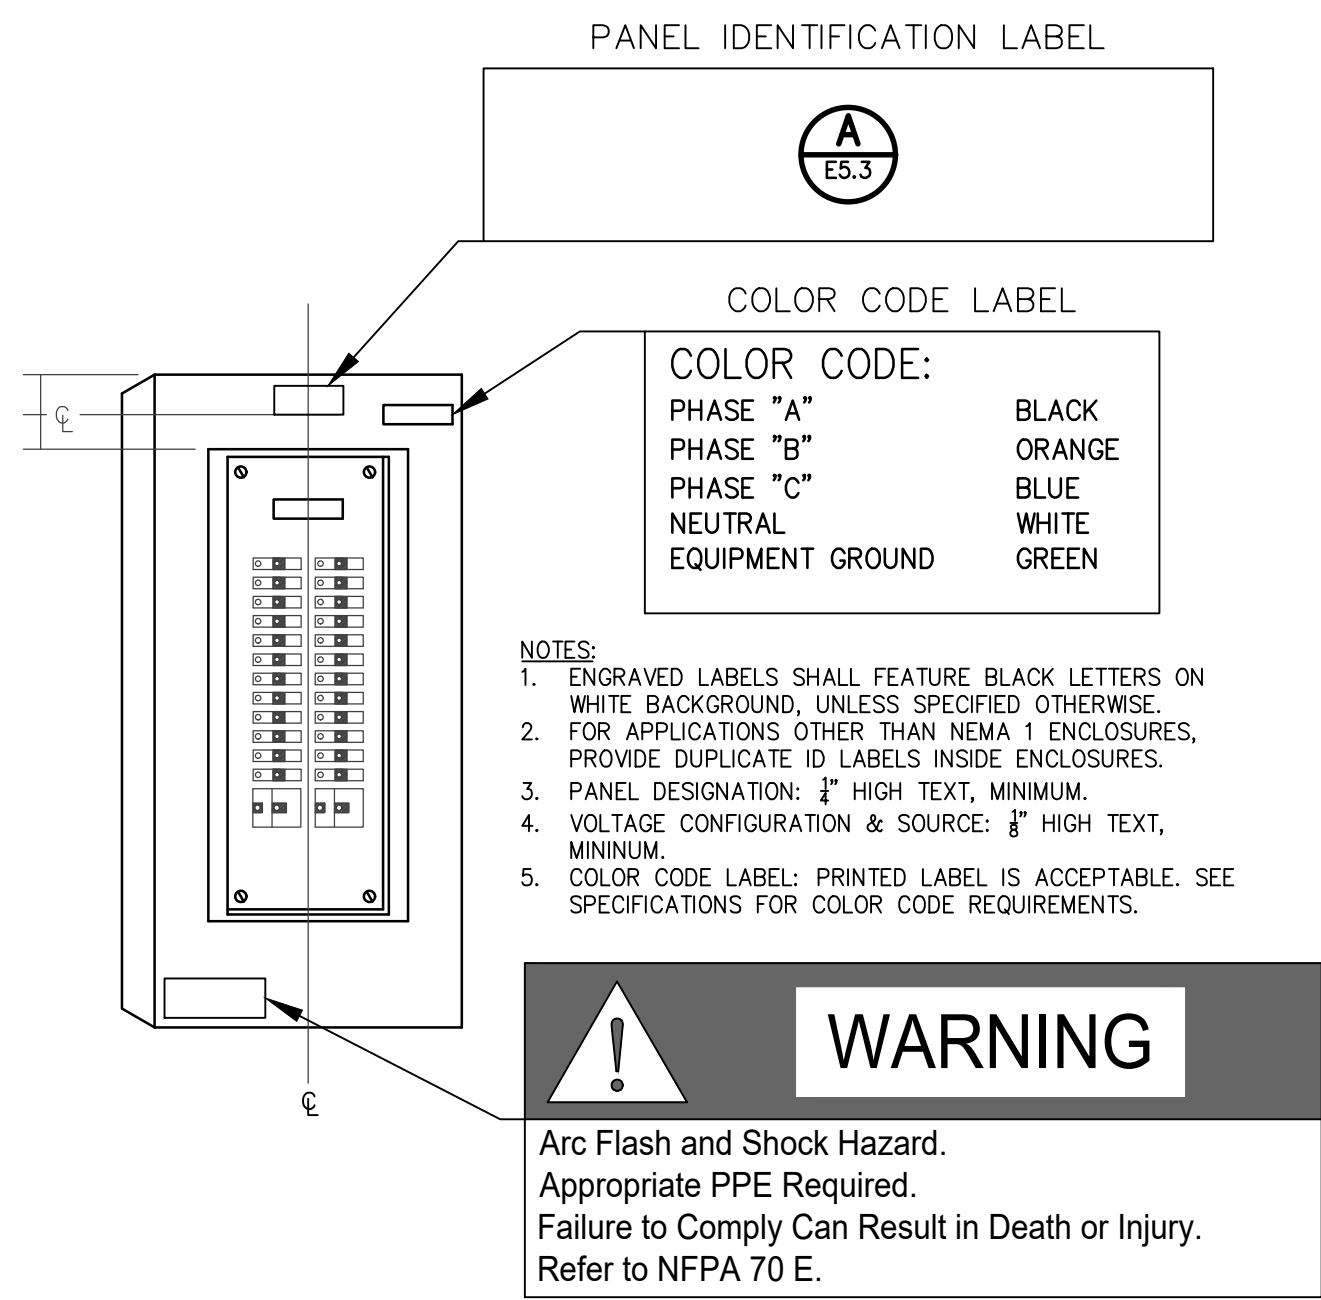 PANEL IDENTIFICATION LABEL
A
E5.3
COLOR CODE LABEL
COLOR CODE:
PHASE "A" BLACK
PHASE "B" ORANGE
PHASE "C" BLUE
NEUTRAL WHITE
EQUIPMENT GROUND GREEN
℄
NOTES:
1. ENGRAVED LABELS SHALL FEATURE BLACK LETTERS ON
WHITE BACKGROUND, UNLESS SPECIFIED OTHERWISE.
2. FOR APPLICATIONS OTHER THAN NEMA 1 ENCLOSURES,
PROVIDE DUPLICATE ID LABELS INSIDE ENCLOSURES.
3. PANEL DESIGNATION: ¼" HIGH TEXT, MINIMUM.
4. VOLTAGE CONFIGURATION & SOURCE: ⅛" HIGH TEXT,
MININUM.
5. COLOR CODE LABEL: PRINTED LABEL IS ACCEPTABLE. SEE
SPECIFICATIONS FOR COLOR CODE REQUIREMENTS.
℄
! WARNING
Arc Flash and Shock Hazard.
Appropriate PPE Required.
Failure to Comply Can Result in Death or Injury.
Refer to NFPA 70 E.